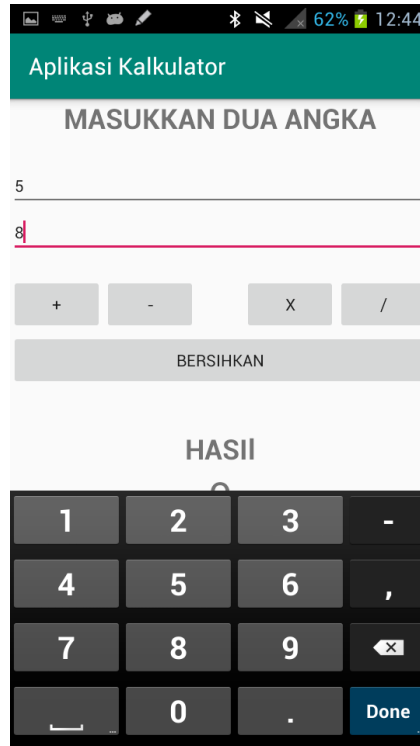 62% 12:44
Aplikasi Kalkulator
MASUKKAN DUA ANGKA
5
8
+ - X /
BERSIHKAN
HASIl
1 2 3 -
4 5 6 ,
7 8 9
0 . Done